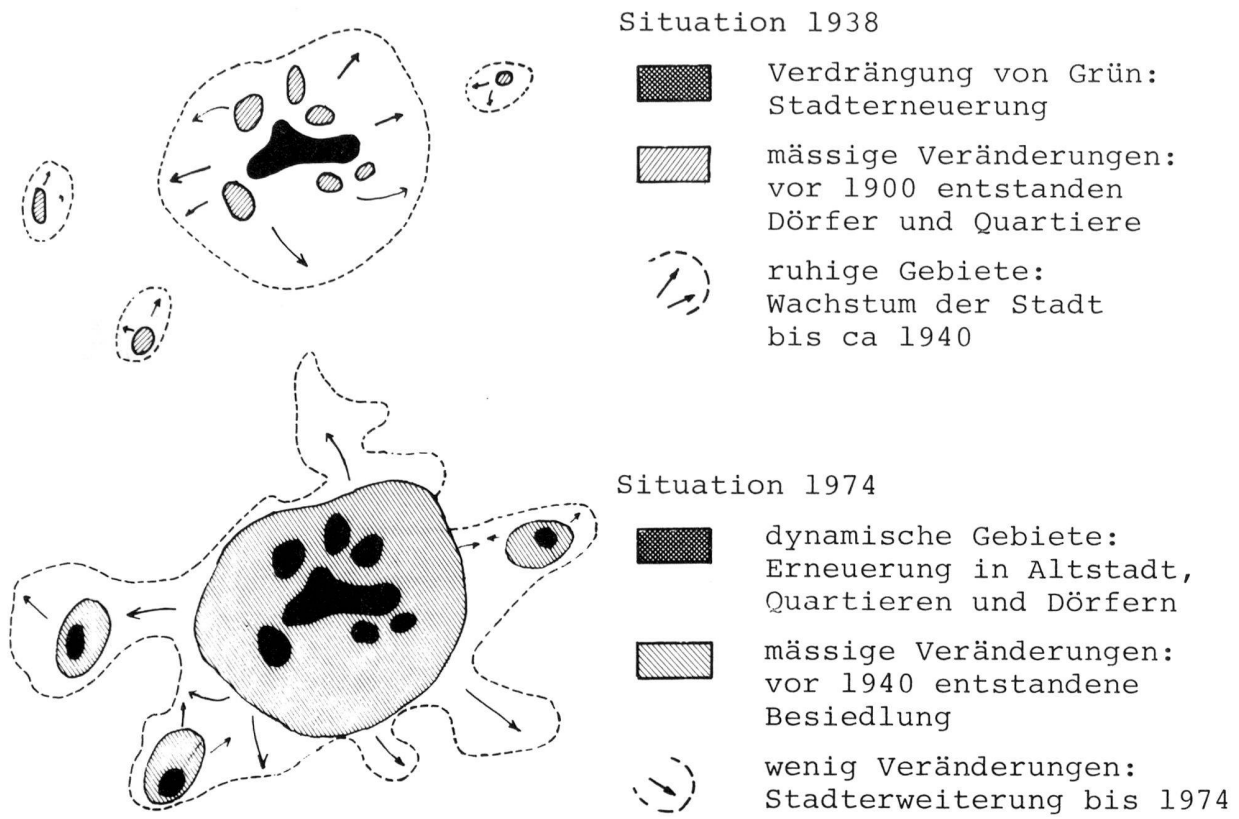 Situation 1938
Verdrängung von Grün:
Stadterneuerung
mässige Veränderungen:
vor 1900 entstanden
Dörfer und Quartiere
ruhige Gebiete:
Wachstum der Stadt
bis ca 1940
Situation 1974
dynamische Gebiete:
Erneuerung in Altstadt,
Quartieren und Dörfern
mässige Veränderungen:
vor 1940 entstandene
Besiedlung
wenig Veränderungen:
Stadterweiterung bis 1974